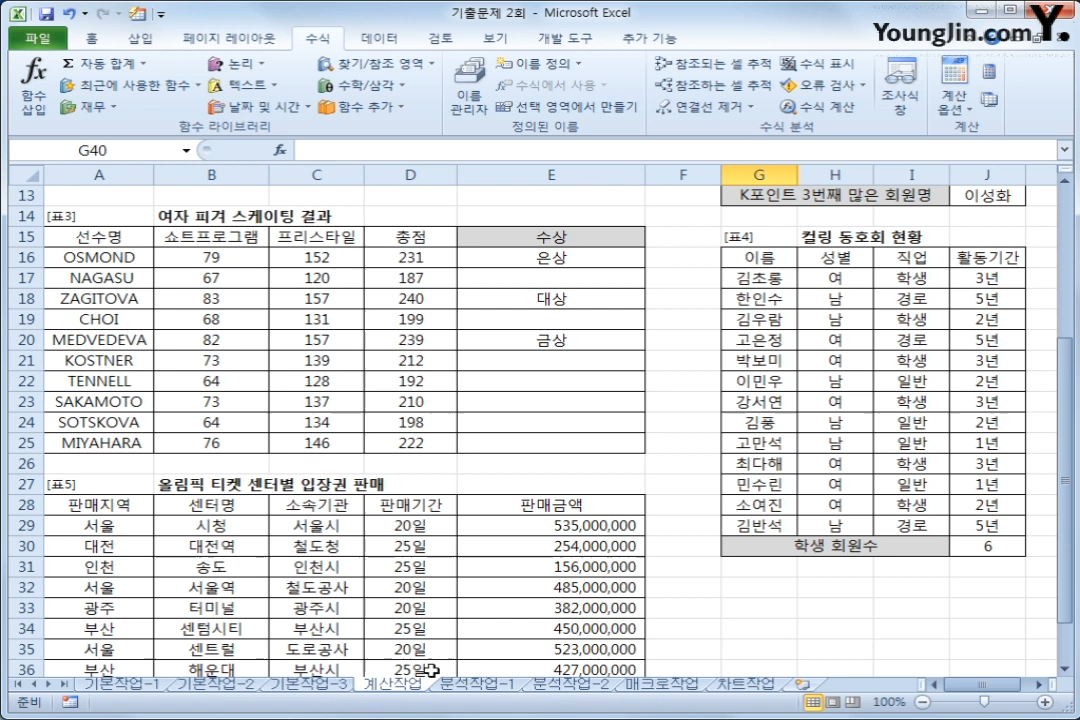 기출문제 2회 - Microsoft Excel
YoungJin.com Y.
파일 홈 삽입 페이지 레이아웃 수식 데이터 검토 보기 개발 도구 추가 기능
fx 함수 삽입
Σ 자동 합계
최근에 사용한 함수
재무
논리
텍스트
날짜 및 시간
찾기/참조 영역
수학/삼각
함수 추가
함수 라이브러리
이름 관리자
이름 정의
수식에서 사용
선택 영역에서 만들기
정의된 이름
참조되는 셀 추적
참조하는 셀 추적
연결선 제거
수식 표시
오류 검사
수식 계산
수식 분석
조사식 창
계산 옵션
계산
G40 fx
A B C D E F G H I J
13 K포인트 3번째 많은 회원명 이성화
14 [표3] 여자 피겨 스케이팅 결과
15 선수명 쇼트프로그램 프리스타일 총점 수상 [표4] 컬링 동호회 현황
16 OSMOND 79 152 231 은상 이름 성별 직업 활동기간
17 NAGASU 67 120 187 김초롱 여 학생 3년
18 ZAGITOVA 83 157 240 대상 한인수 남 경로 5년
19 CHOI 68 131 199 김우람 남 학생 2년
20 MEDVEDEVA 82 157 239 금상 고은정 여 경로 5년
21 KOSTNER 73 139 212 박보미 여 학생 3년
22 TENNELL 64 128 192 이민우 남 일반 2년
23 SAKAMOTO 73 137 210 강서연 여 학생 3년
24 SOTSKOVA 64 134 198 김풍 남 일반 2년
25 MIYAHARA 76 146 222 고만석 남 일반 1년
26 최다해 여 학생 3년
27 [표5] 올림픽 티켓 센터별 입장권 판매 민수린 여 일반 1년
28 판매지역 센터명 소속기관 판매기간 판매금액 소여진 여 학생 2년
29 서울 시청 서울시 20일 535,000,000 김반석 남 경로 5년
30 대전 대전역 철도청 25일 254,000,000 학생 회원수 6
31 인천 송도 인천시 25일 156,000,000
32 서울 서울역 철도공사 20일 485,000,000
33 광주 터미널 광주시 20일 382,000,000
34 부산 센텀시티 부산시 25일 450,000,000
35 서울 센트럴 도로공사 20일 523,000,000
36 부산 해운대 부산시 25일 427,000,000
기본작업-1 기본작업-2 기본작업-3 계산작업 분석작업-1 분석작업-2 매크로작업 차트작업
준비 100%